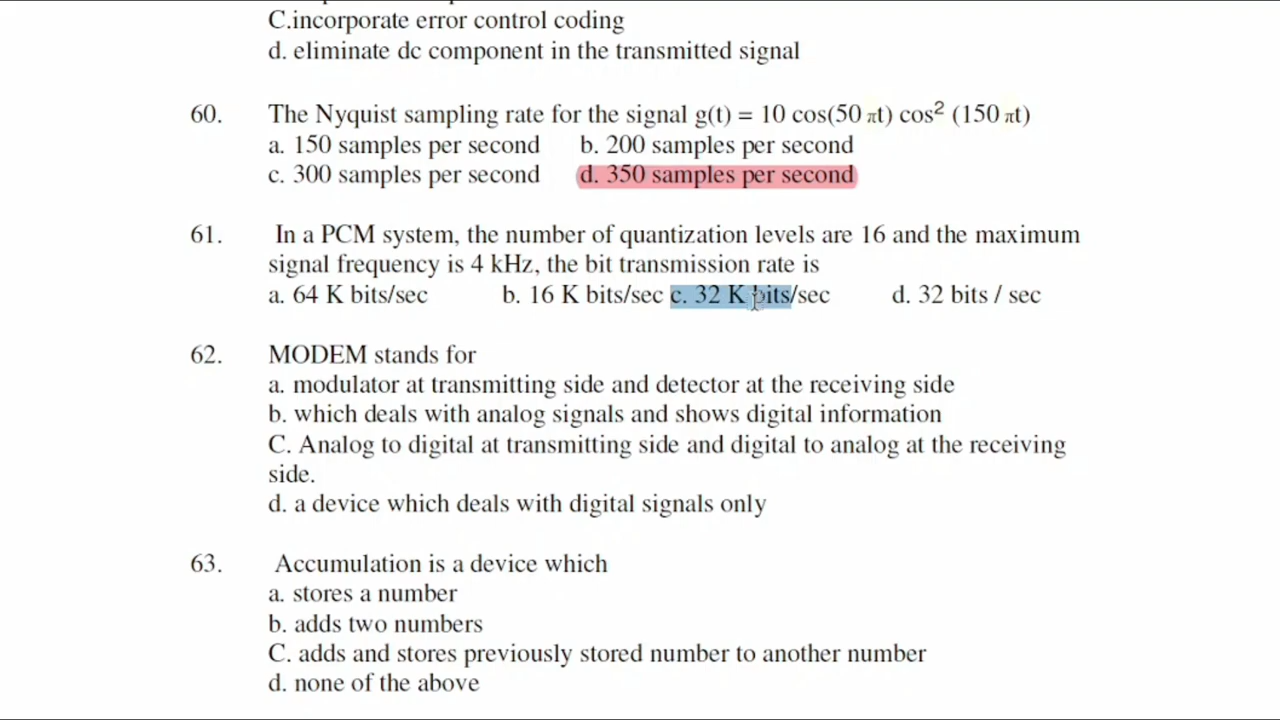 C.incorporate error control coding
d. eliminate dc component in the transmitted signal
60. The Nyquist sampling rate for the signal g(t) = 10 cos(50 πt) cos² (150 πt)
a. 150 samples per second b. 200 samples per second
c. 300 samples per second d. 350 samples per second
61. In a PCM system, the number of quantization levels are 16 and the maximum
signal frequency is 4 kHz, the bit transmission rate is
a. 64 K bits/sec b. 16 K bits/sec c. 32 K bits/sec d. 32 bits / sec
62. MODEM stands for
a. modulator at transmitting side and detector at the receiving side
b. which deals with analog signals and shows digital information
C. Analog to digital at transmitting side and digital to analog at the receiving
side.
d. a device which deals with digital signals only
63. Accumulation is a device which
a. stores a number
b. adds two numbers
C. adds and stores previously stored number to another number
d. none of the above